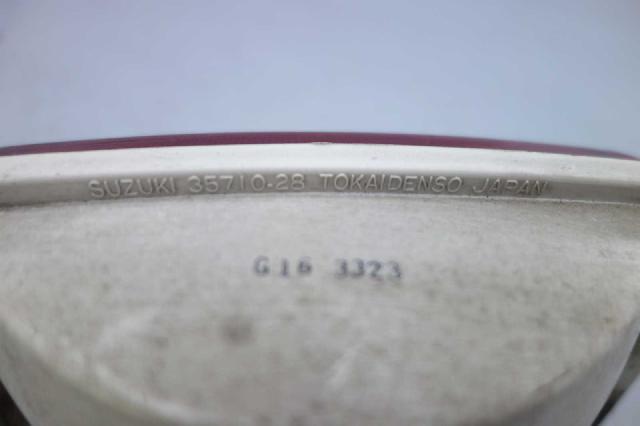 SUZUKI 35710-28 TOKAIDENSO JAPAN
G16 3323